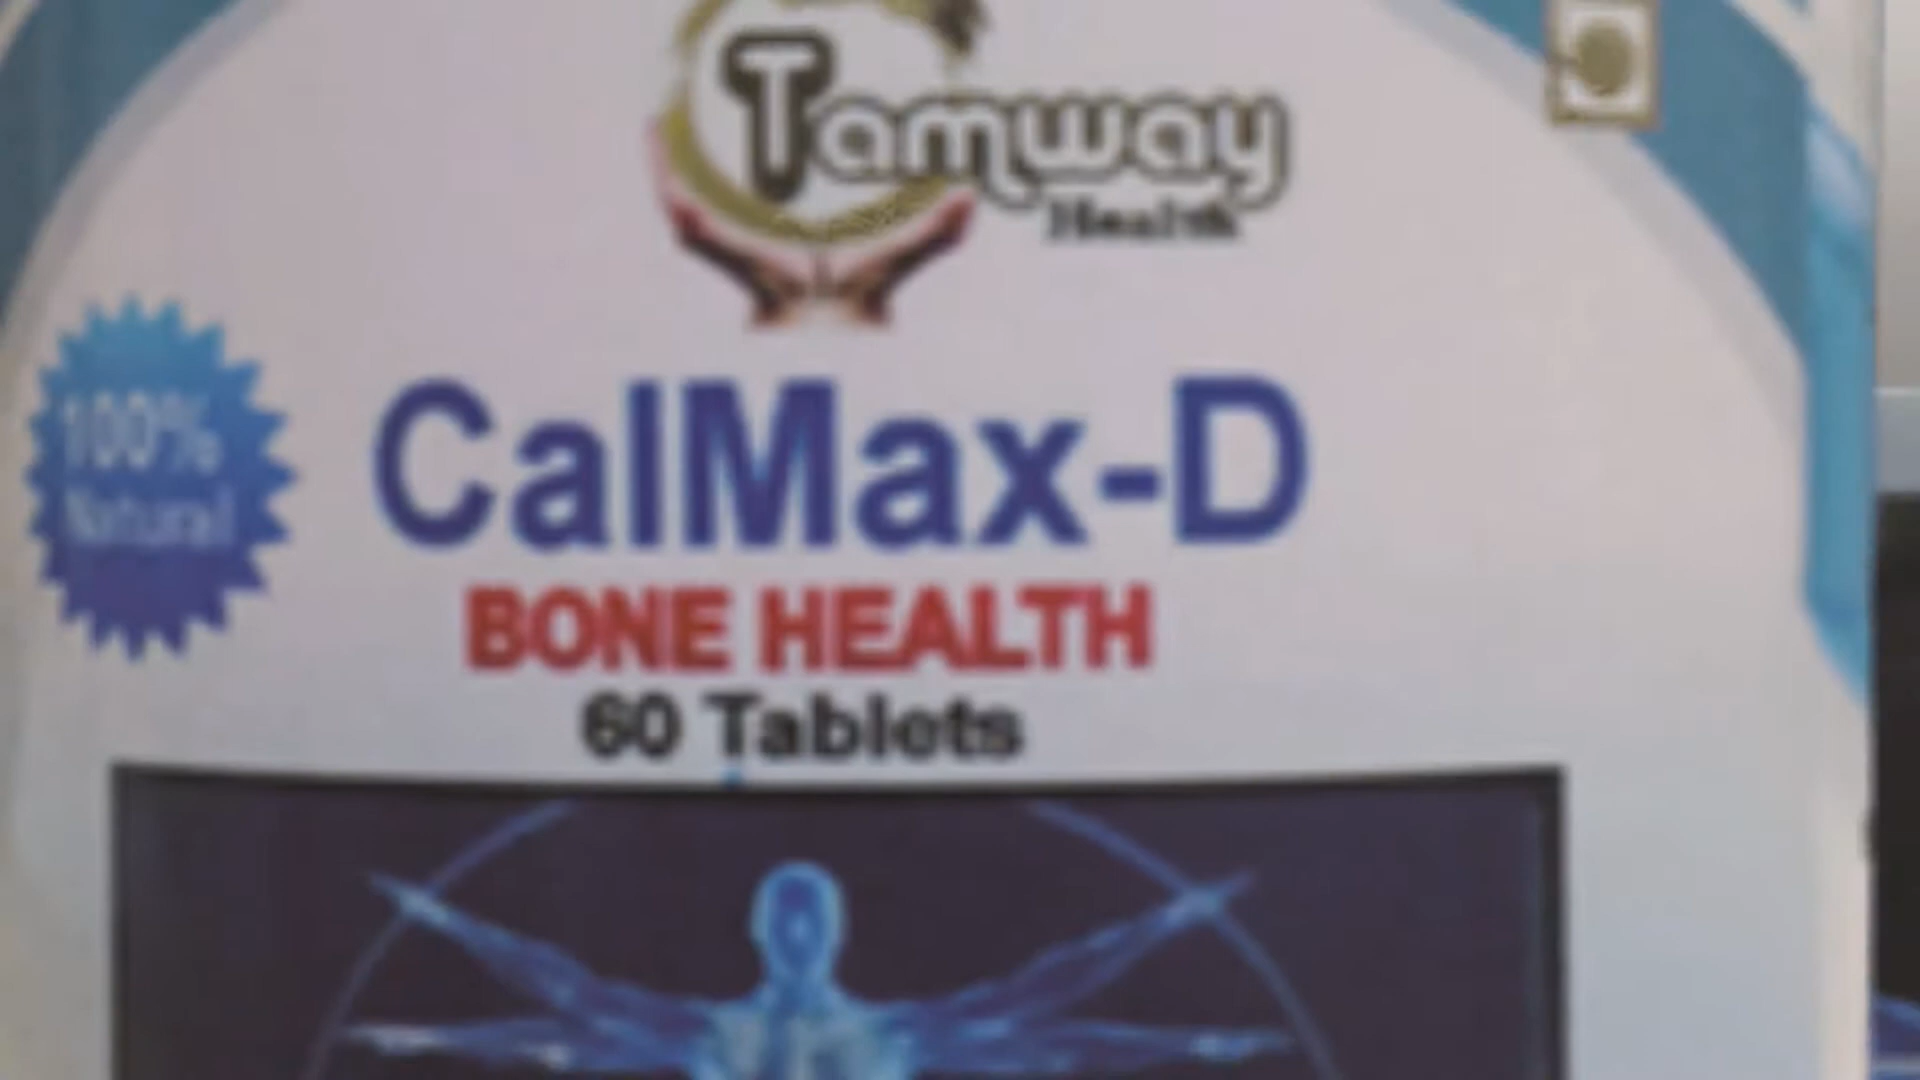 Tamway
Health
100%
Natural
CalMax-D
BONE HEALTH
60 Tablets